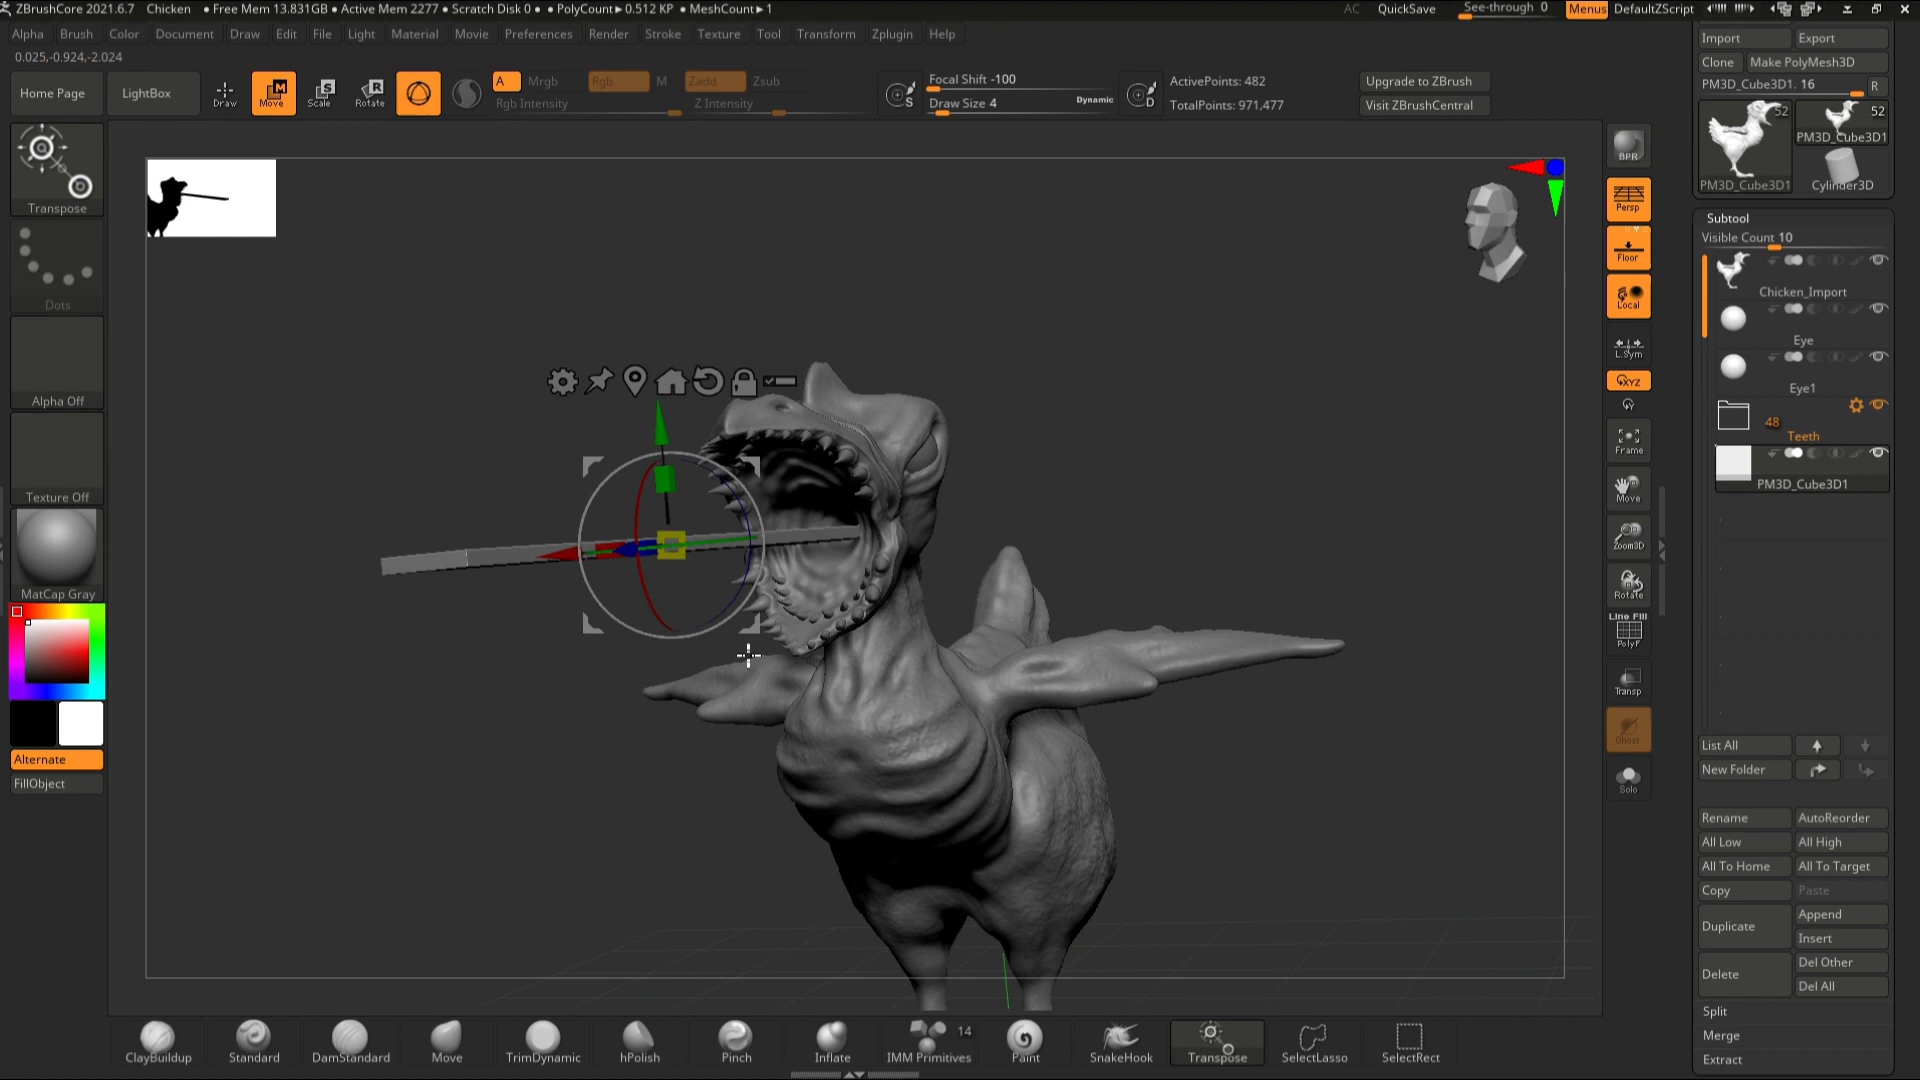 ZBrushCore 2021.6.7 Chicken • Free Mem 13.831GB • Active Mem 2277 • Scratch Disk 0 • • PolyCount▸ 0.512 KP • MeshCount▸ 1 AC QuickSave See-through 0 Menus DefaultZScript
Alpha Brush Color Document Draw Edit File Light Material Movie Preferences Render Stroke Texture Tool Transform Zplugin Help
0.025,-0.924,-2.024
Home Page
LightBox
Draw
Move
Scale
Rotate
A Mrgb Rgb M Zadd Zsub
Rgb Intensity Z Intensity
S
Focal Shift -100
Draw Size 4 Dynamic
D
ActivePoints: 482
TotalPoints: 971,477
Upgrade to ZBrush
Visit ZBrushCentral
Transpose
Dots
Alpha Off
Texture Off
MatCap Gray
Alternate
FillObject
BPR
Persp
Floor
Local
L.Sym
XYZ
Frame
Move
Zoom3D
Rotate
Line Fill
PolyF
Transp
Ghost
Solo
Import Export
Clone Make PolyMesh3D
PM3D_Cube3D1. 16 R
52 52
PM3D_Cube3D1
PM3D_Cube3D1 Cylinder3D
Subtool
Visible Count 10
Chicken_Import
Eye
Eye1
48
Teeth
PM3D_Cube3D1
List All
New Folder
Rename AutoReorder
All Low All High
All To Home All To Target
Copy Paste
Duplicate Append
Insert
Delete Del Other
Del All
Split
Merge
Extract
ClayBuildup Standard DamStandard Move TrimDynamic hPolish Pinch Inflate IMM Primitives 14 Paint SnakeHook Transpose SelectLasso SelectRect